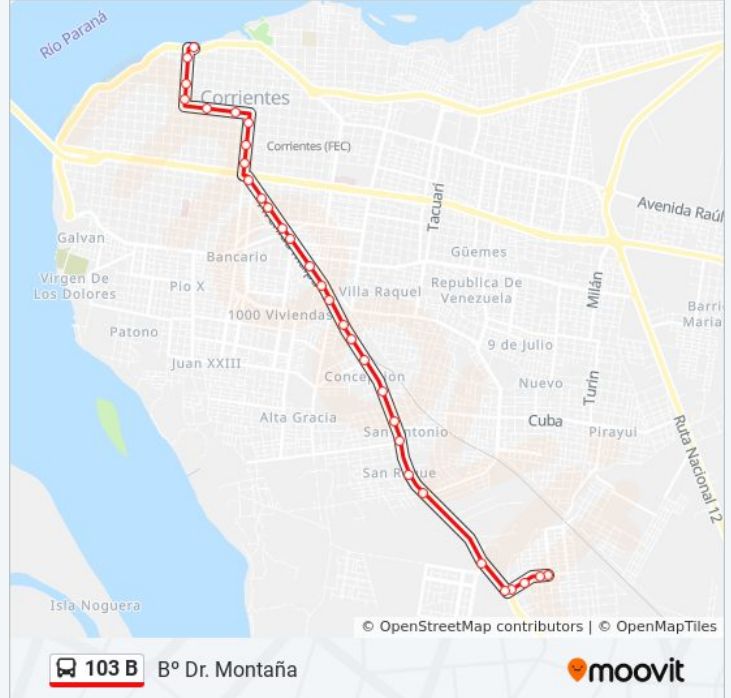 Río Paraná
Corrientes
Corrientes (FEC)
Tacuarí
Avenida Raúl
Galvan
Bancario
Güemes
Virgen De
Los Dolores
Pio X
Villa Raquel
Republica De
Venezuela
Milán
Barri
Maria
1000 Viviendas
Patono
9 de Julio
Juan XXIII
Concepción
Nuevo
Turín
Alta Gracia
Cuba
San Antonio
Pirayui
San Roque
Ruta Nacional 12
Isla Noguera
© OpenStreetMap contributors | © OpenMapTiles
103 B Bº Dr. Montaña
moovit